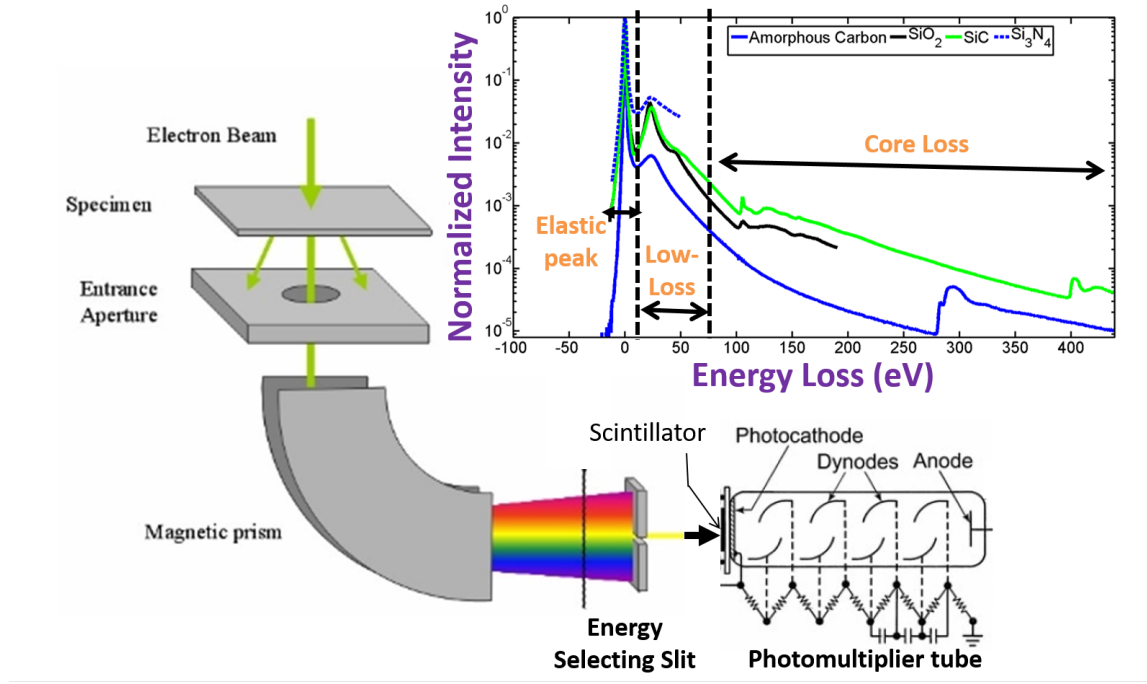 Electron Beam
Specimen
Entrance
Aperture
Magnetic prism
Normalized Intensity
10^0
10^-1
10^-2
10^-3
10^-4
10^-5
Amorphous Carbon SiO₂ SiC Si₃N₄
Core Loss
Elastic
peak
Low-
Loss
-100 -50 0 50 100 150 200 250 300 350 400
Energy Loss (eV)
Scintillator
Photocathode
Dynodes Anode
Energy
Selecting Slit
Photomultiplier tube